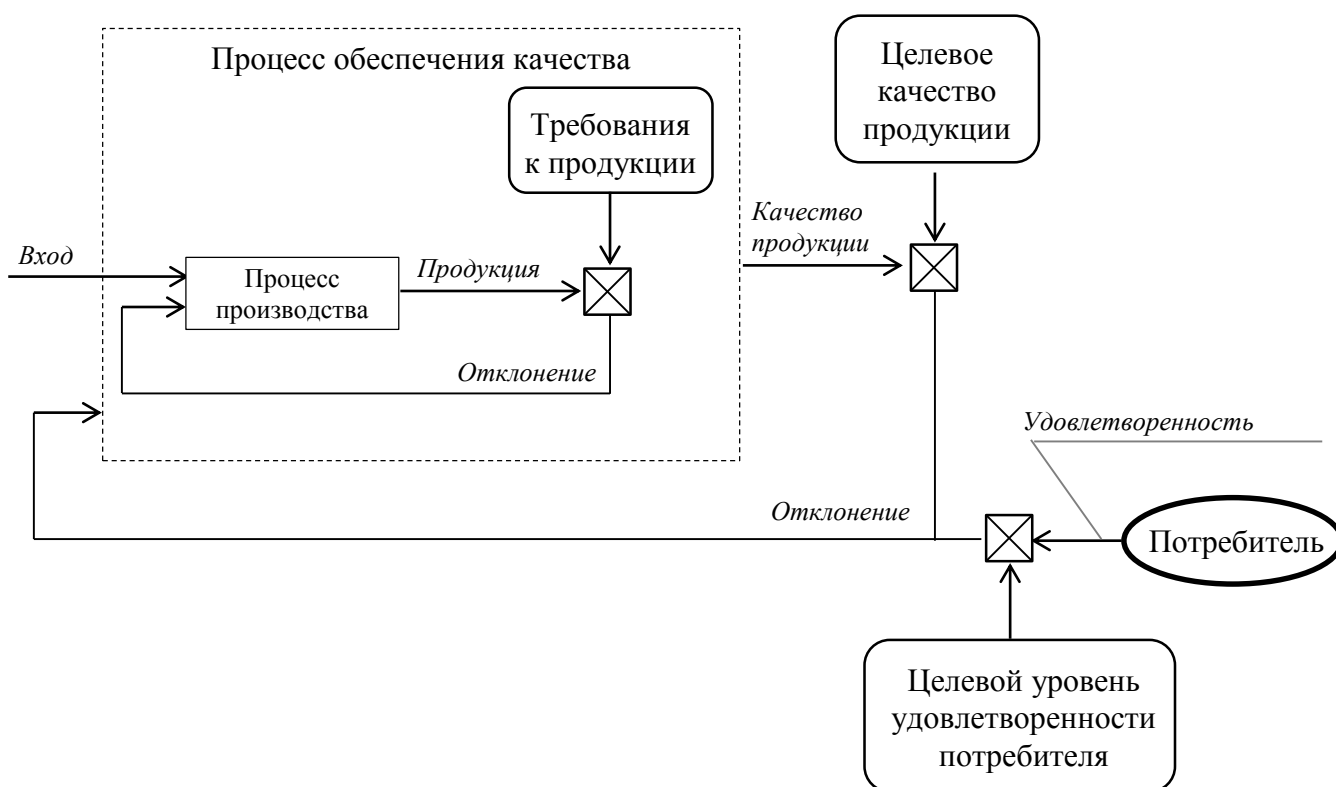 Процесс обеспечения качества
Целевое
качество
продукции
Требования
к продукции
Качество
продукции
Вход
Продукция
Процесс
производства
Отклонение
Удовлетворенность
Отклонение
Потребитель
Целевой уровень
удовлетворенности
потребителя